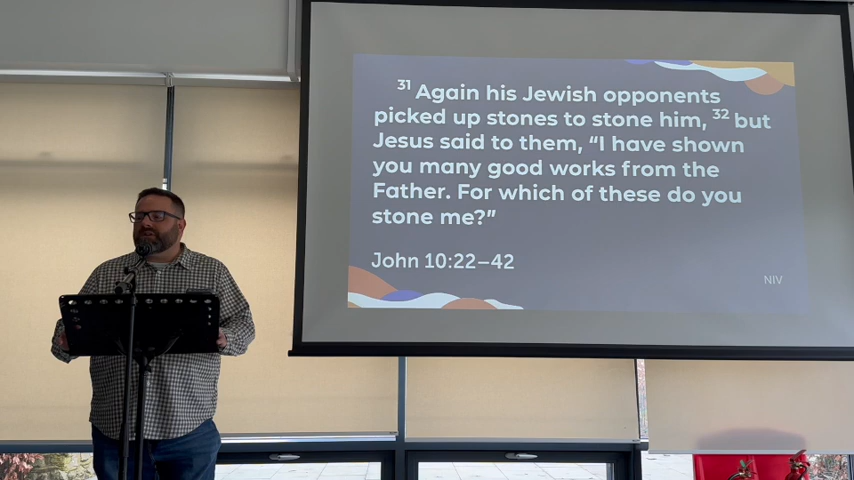 31 Again his Jewish opponents
picked up stones to stone him, 32 but
Jesus said to them, “I have shown
you many good works from the
Father. For which of these do you
stone me?”
John 10:22–42
NIV